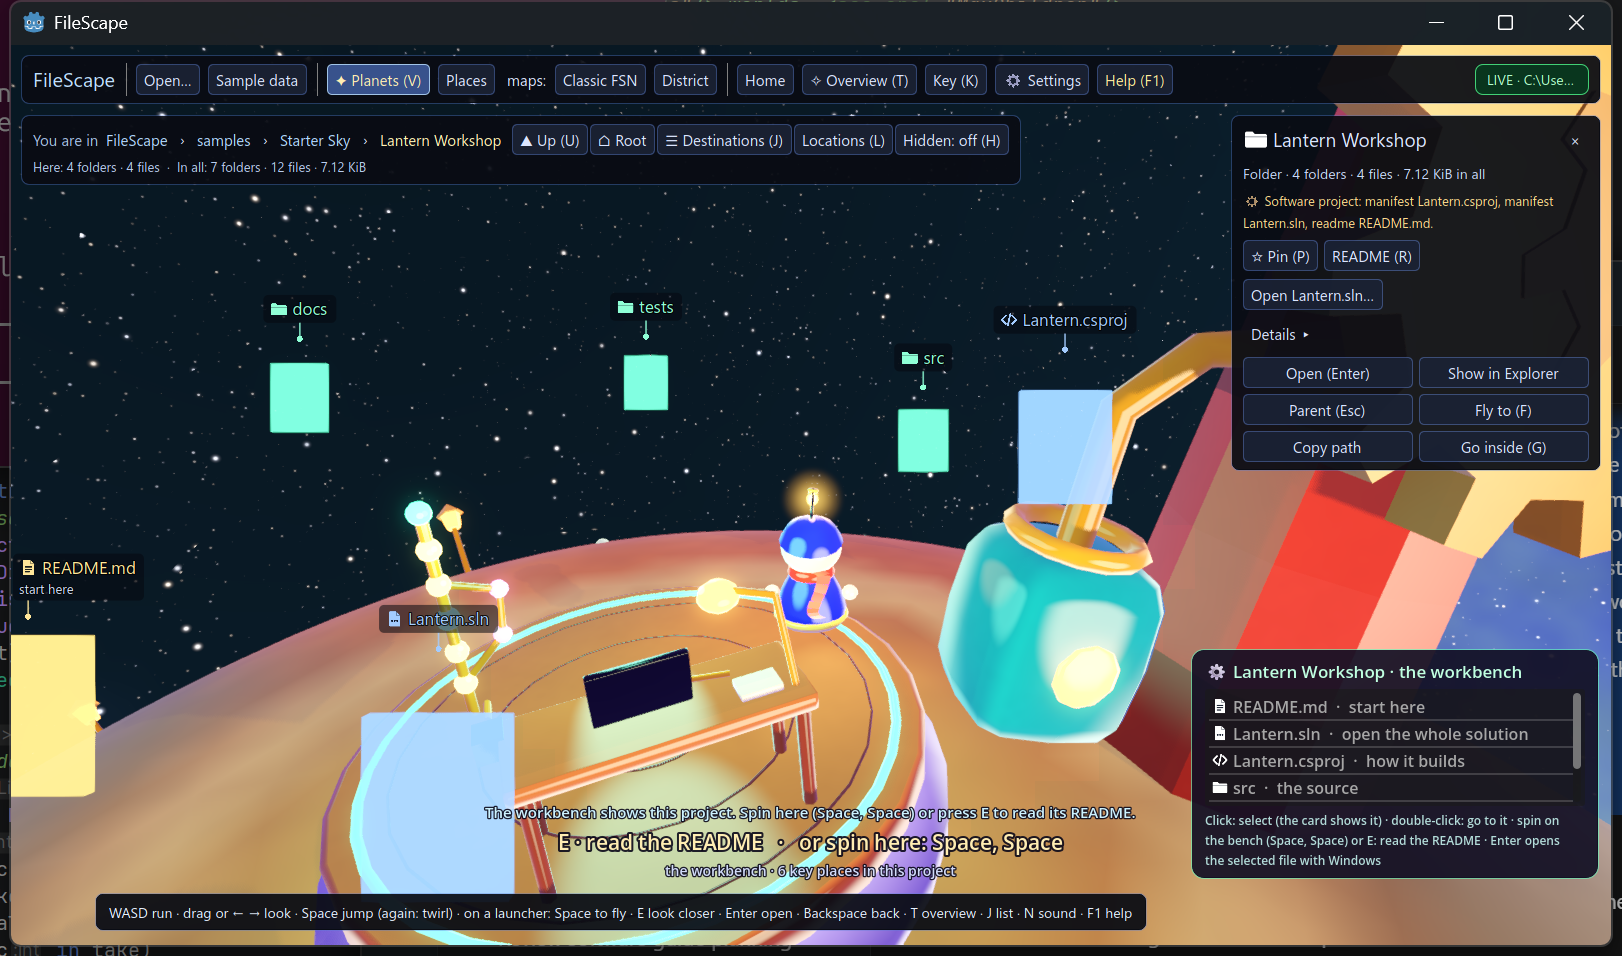 FileScape
FileScape Open... Sample data ✦ Planets (V) Places maps: Classic FSN District Home ✧ Overview (T) Key (K) Settings Help (F1) LIVE · C:\Use...
You are in FileScape › samples › Starter Sky › Lantern Workshop ▲ Up (U) Root ☰ Destinations (J) Locations (L) Hidden: off (H)
Here: 4 folders · 4 files · In all: 7 folders · 12 files · 7.12 KiB
Lantern Workshop ×
Folder · 4 folders · 4 files · 7.12 KiB in all
Software project: manifest Lantern.csproj, manifest
Lantern.sln, readme README.md.
☆ Pin (P) README (R)
Open Lantern.sln...
Details ▸
Open (Enter) Show in Explorer
Parent (Esc) Fly to (F)
Copy path Go inside (G)
docs
tests
Lantern.csproj
src
README.md
start here
Lantern.sln
Lantern Workshop · the workbench
README.md · start here
Lantern.sln · open the whole solution
Lantern.csproj · how it builds
src · the source
Click: select (the card shows it) · double-click: go to it · spin on
the bench (Space, Space) or E: read the README · Enter opens
the selected file with Windows
The workbench shows this project. Spin here (Space, Space) or press E to read its README.
E · read the README · or spin here: Space, Space
the workbench · 6 key places in this project
WASD run · drag or ← → look · Space jump (again: twirl) · on a launcher: Space to fly · E look closer · Enter open · Backspace back · T overview · J list · N sound · F1 help